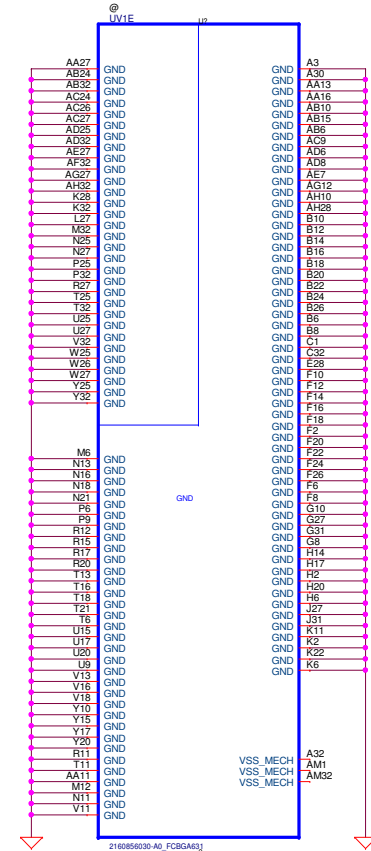 @
UV1E
U?
AA27 GND
AB24 GND
AB32 GND
AC24 GND
AC26 GND
AC27 GND
AD25 GND
AD32 GND
AE27 GND
AF32 GND
AG27 GND
AH32 GND
K28 GND
K32 GND
L27 GND
M32 GND
N25 GND
N27 GND
P25 GND
P32 GND
R27 GND
T25 GND
T32 GND
U25 GND
U27 GND
V32 GND
W25 GND
W26 GND
W27 GND
Y25 GND
Y32 GND
M6 GND
N13 GND
N16 GND
N18 GND
N21 GND
P6 GND
P9 GND
R12 GND
R15 GND
R17 GND
R20 GND
T13 GND
T16 GND
T18 GND
T21 GND
T6 GND
U15 GND
U17 GND
U20 GND
U9 GND
V13 GND
V16 GND
V18 GND
Y10 GND
Y15 GND
Y17 GND
Y20 GND
R11 GND
T11 GND
AA11 GND
M12 GND
N11 GND
V11 GND
GND
GND A3
GND A30
GND AA13
GND AA16
GND AB10
GND AB15
GND AB6
GND AC9
GND AD6
GND AD8
GND AE7
GND AG12
GND AH10
GND AH28
GND B10
GND B12
GND B14
GND B16
GND B18
GND B20
GND B22
GND B24
GND B26
GND B6
GND B8
GND C1
GND C32
GND E28
GND F10
GND F12
GND F14
GND F16
GND F18
GND F2
GND F20
GND F22
GND F24
GND F26
GND F6
GND F8
GND G10
GND G27
GND G31
GND G8
GND H14
GND H17
GND H2
GND H20
GND H6
GND J27
GND J31
GND K11
GND K2
GND K22
GND K6
VSS_MECH A32
VSS_MECH AM1
VSS_MECH AM32
2160856030-A0_FCBGA631